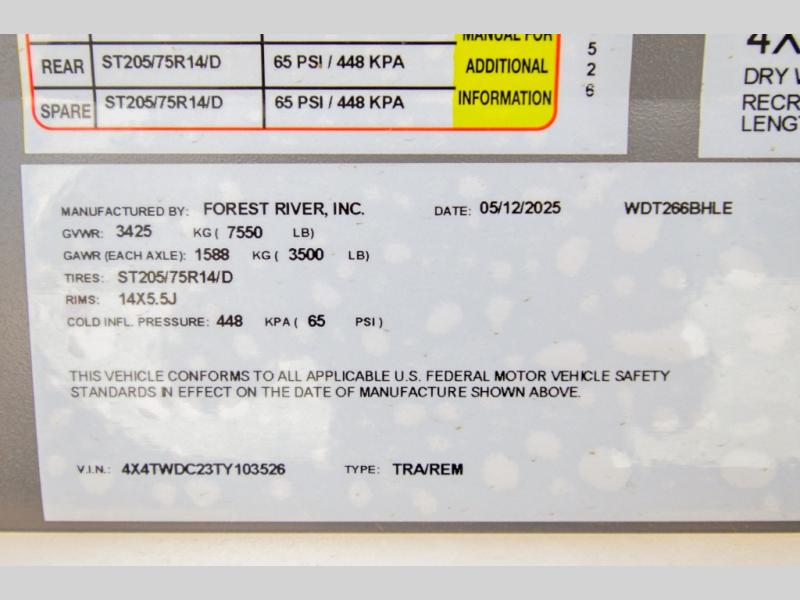 MANUAL FOR
REAR ST205/75R14/D 65 PSI / 448 KPA ADDITIONAL
SPARE ST205/75R14/D 65 PSI / 448 KPA INFORMATION
5
2
6
4X
DRY
RECR
LENGT
MANUFACTURED BY: FOREST RIVER, INC. DATE: 05/12/2025 WDT266BHLE
GVWR: 3425 KG ( 7550 LB)
GAWR (EACH AXLE): 1588 KG ( 3500 LB)
TIRES: ST205/75R14/D
RIMS: 14X5.5J
COLD INFL. PRESSURE: 448 KPA ( 65 PSI )
THIS VEHICLE CONFORMS TO ALL APPLICABLE U.S. FEDERAL MOTOR VEHICLE SAFETY
STANDARDS IN EFFECT ON THE DATE OF MANUFACTURE SHOWN ABOVE.
V.I.N.: 4X4TWDC23TY103526 TYPE: TRA/REM